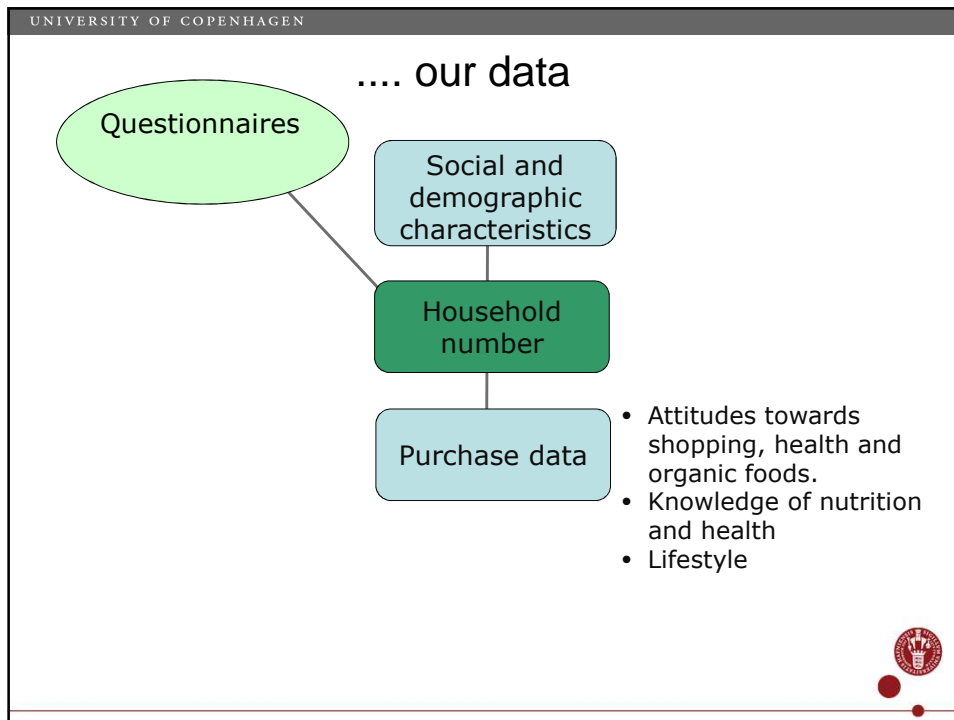 UNIVERSITY OF COPENHAGEN
.... our data
Questionnaires
Social and
demographic
characteristics
Household
number
Purchase data
• Attitudes towards
shopping, health and
organic foods.
• Knowledge of nutrition
and health
• Lifestyle